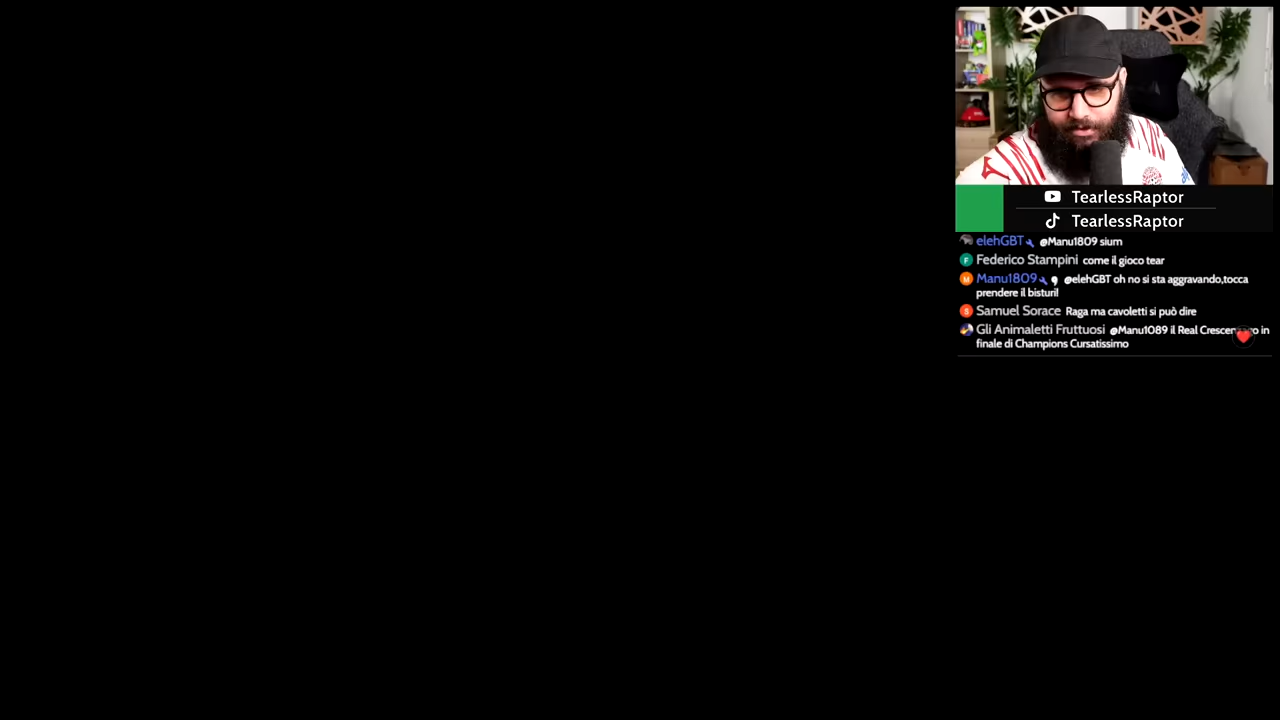 TearlessRaptor
TearlessRaptor
elehGBT @Manu1809 sium
Federico Stampini come il gioco tear
Manu1809 @elehGBT oh no si sta aggravando,tocca
prendere il bisturi!
Samuel Sorace Raga ma cavoletti si può dire
Gli Animaletti Fruttuosi @Manu1089 il Real in
finale di Champions Cursatissimo